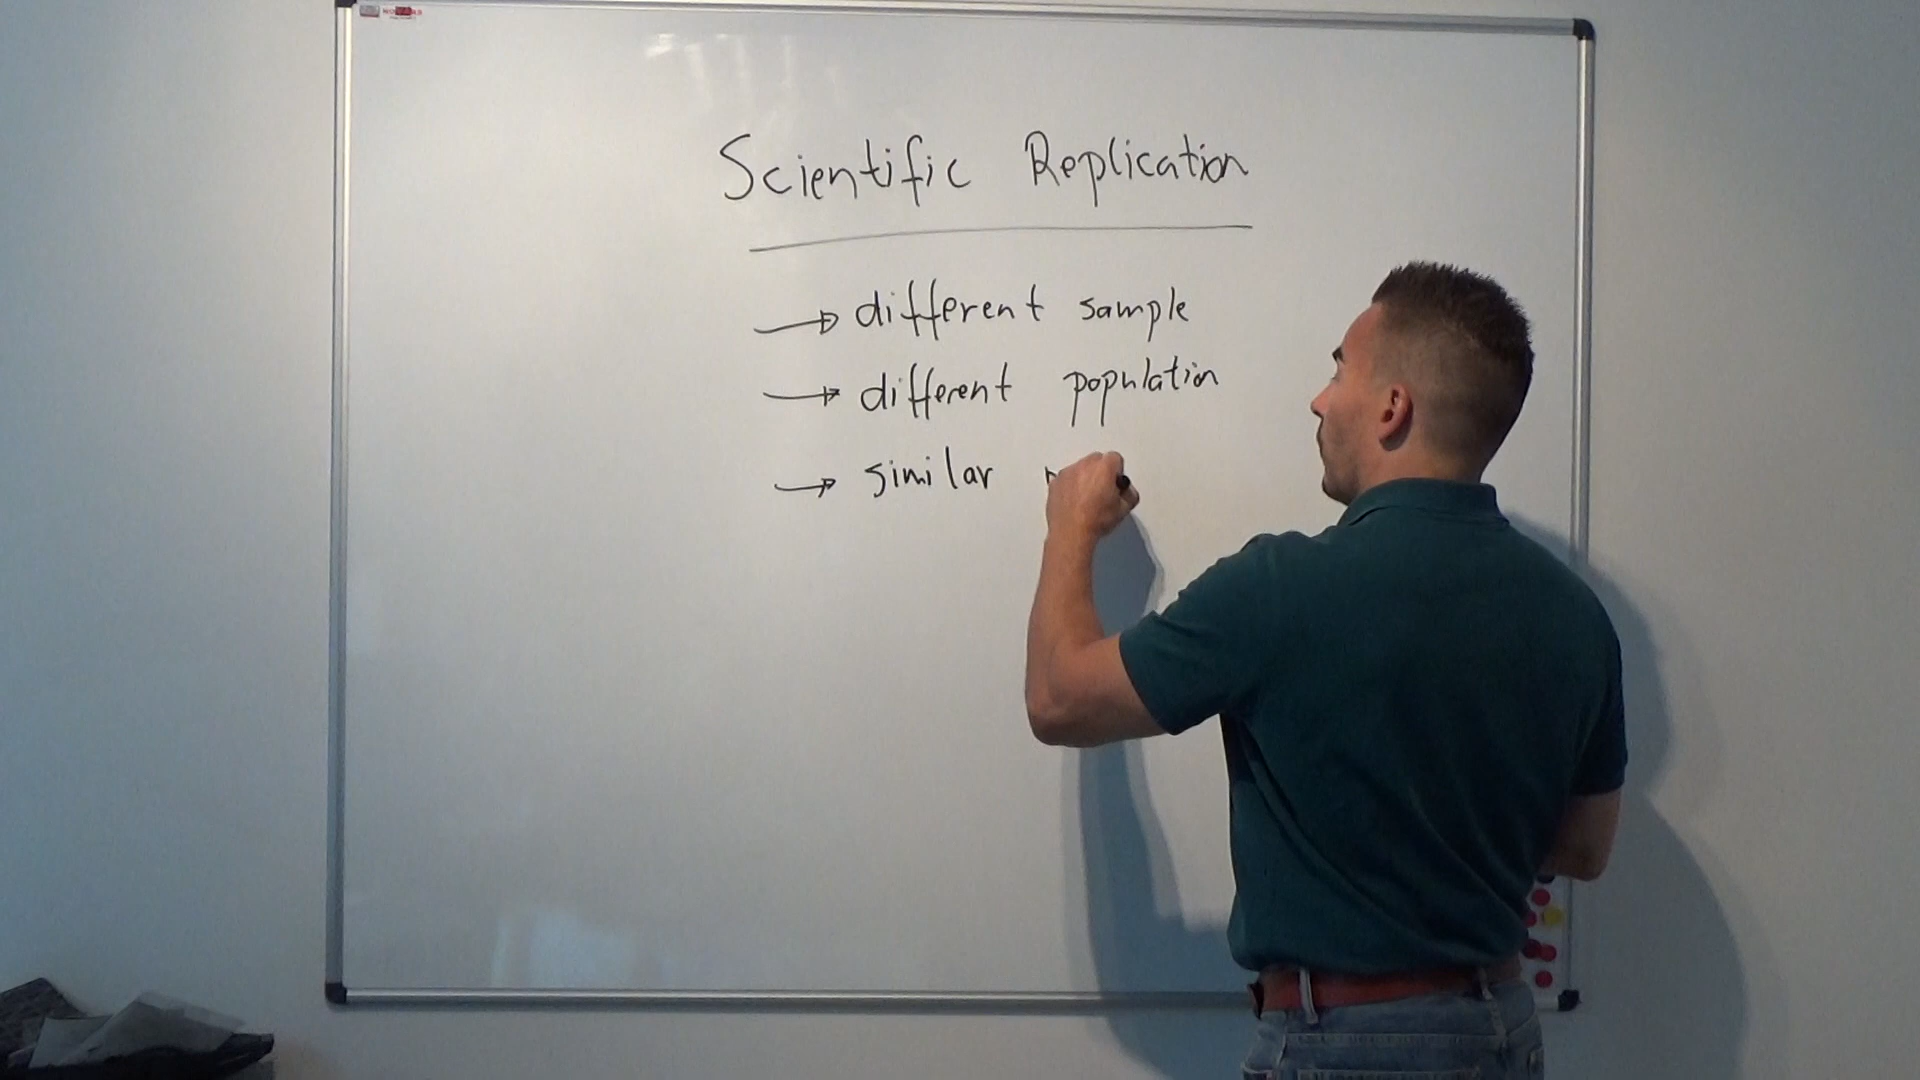 Scientific Replication
different sample
different population
similar